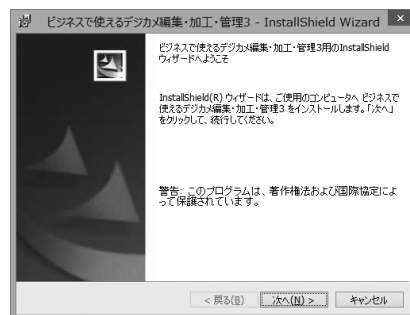 ビジネスで使えるデジカメ編集・加工・管理3 - InstallShield Wizard
ビジネスで使えるデジカメ編集・加工・管理3用のInstallShield
ウィザードへようこそ
InstallShield(R) ウィザードは、ご使用のコンピュータへ ビジネスで
使えるデジカメ編集・加工・管理3 をインストールします。「次へ」
をクリックして、続行してください。
警告: このプログラムは、著作権法および国際協定によ
って保護されています。
< 戻る(B)
次へ(N) >
キャンセル